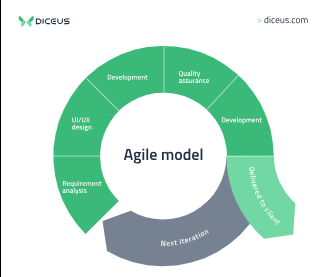 DICEUS
> diceus.com
Development
Quality
assurance
UI/UX
design
Development
Agile model
Requirement
analysis
Delivered to client
Next iteration